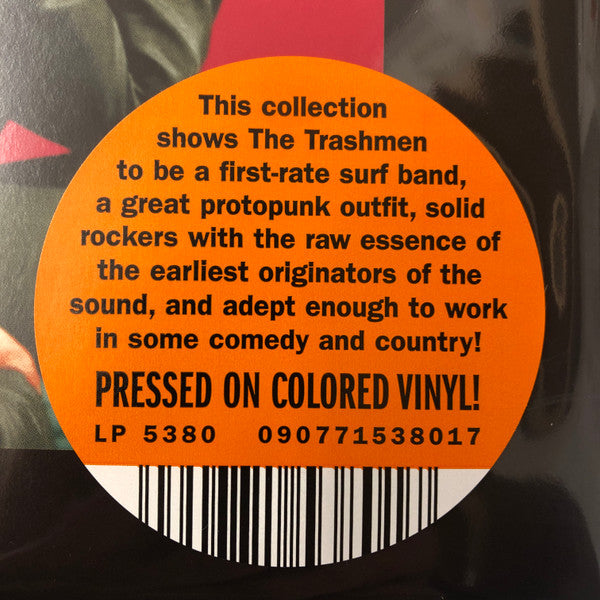 This collection
shows The Trashmen
to be a first-rate surf band,
a great protopunk outfit, solid
rockers with the raw essence of
the earliest originators of the
sound, and adept enough to work
in some comedy and country!
PRESSED ON COLORED VINYL!
LP 5380 090771538017